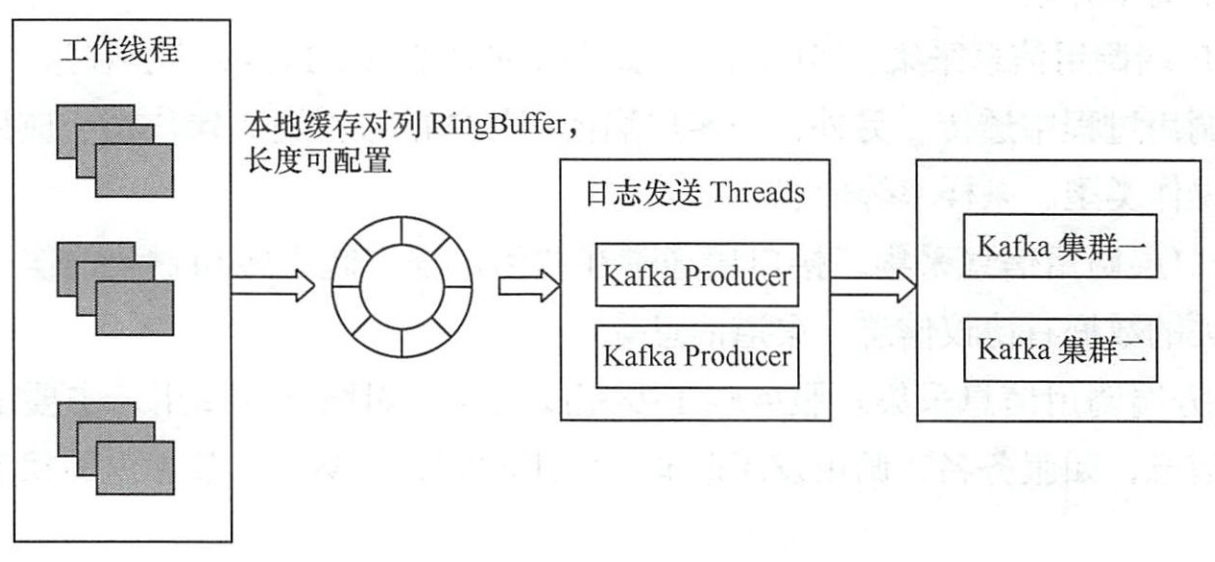 工作线程
本地缓存对列 RingBuffer，
长度可配置
日志发送 Threads
Kafka Producer
Kafka Producer
Kafka 集群一
Kafka 集群二